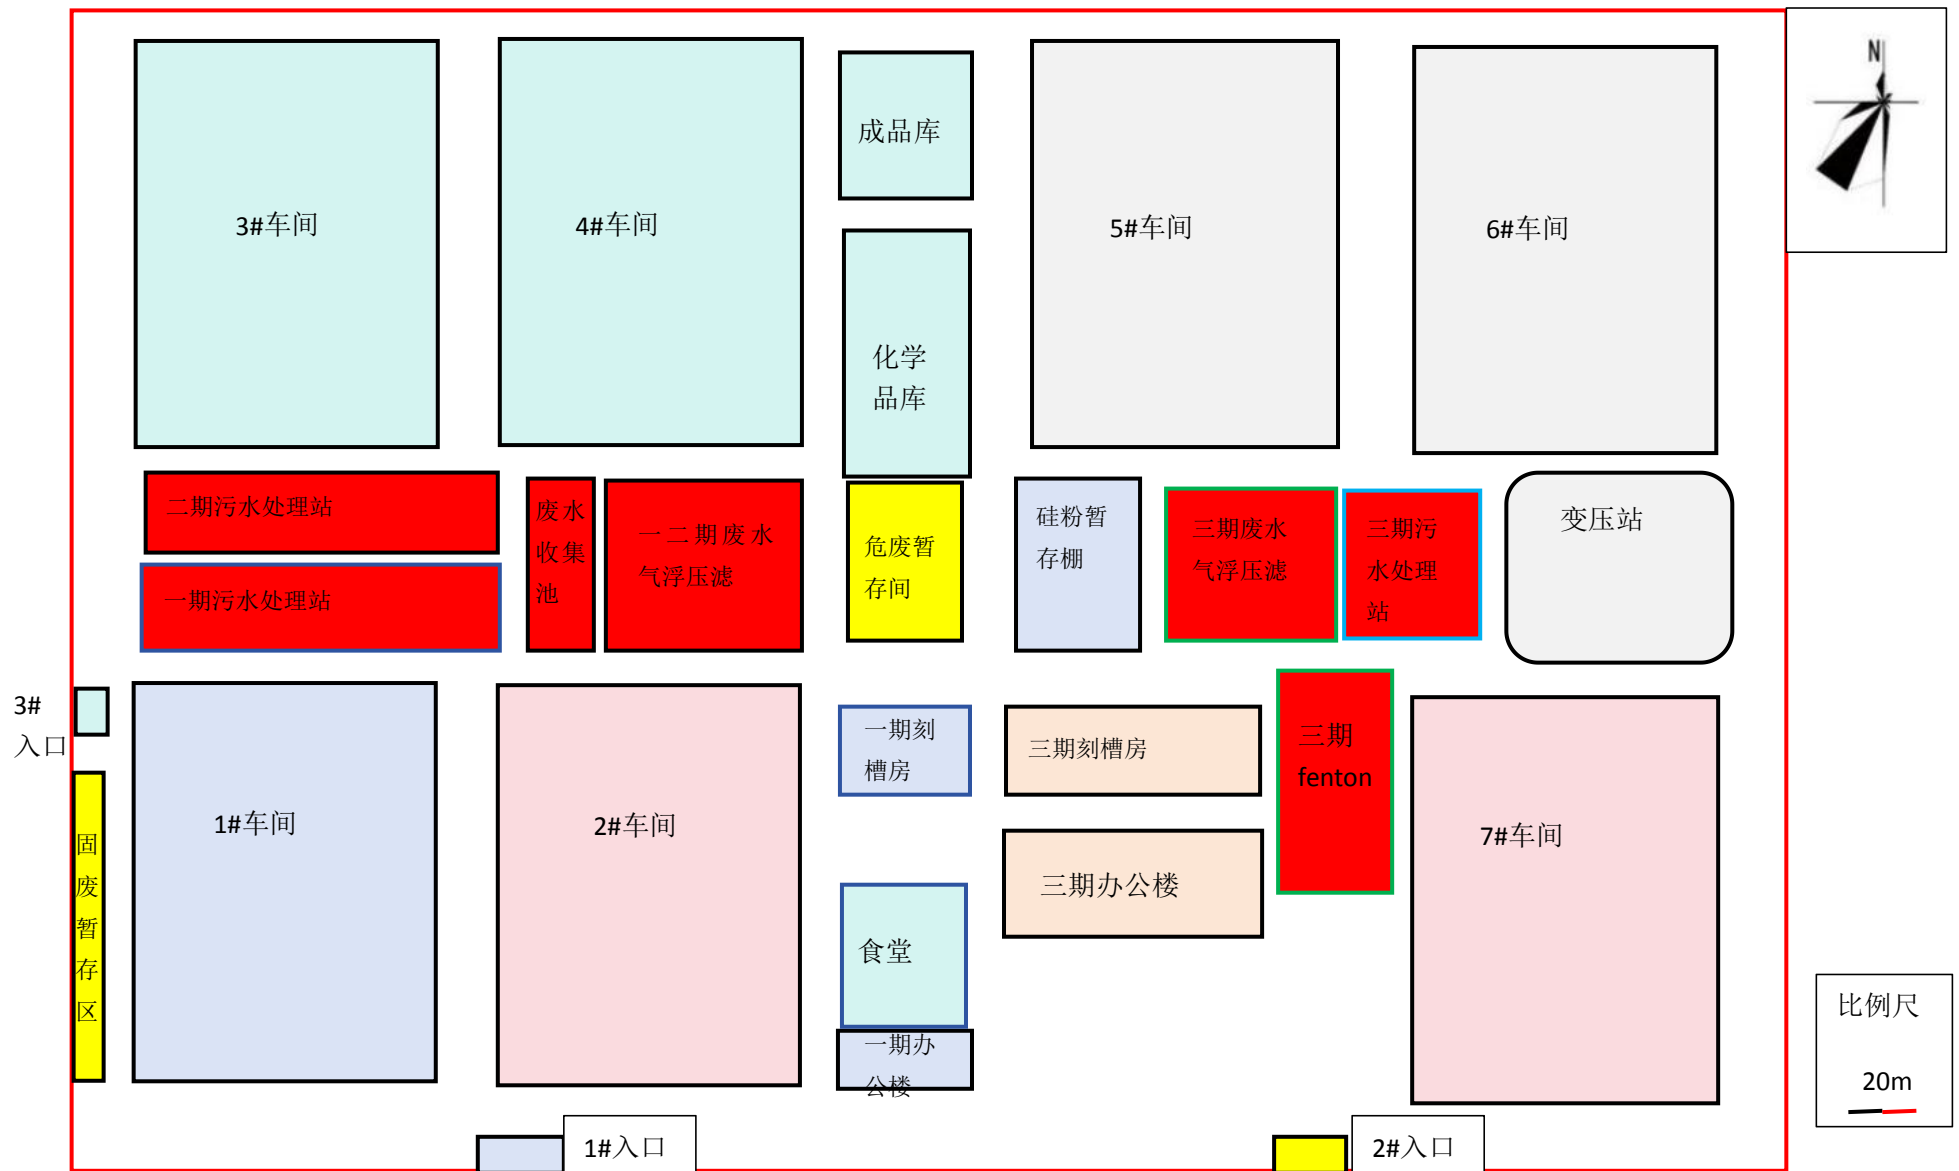 N
成品库
3#车间
4#车间
5#车间
6#车间
化学
品库
二期污水处理站
一期污水处理站
废水
收集
池
一二期废水
气浮压滤
危废暂
存间
硅粉暂
存棚
三期废水
气浮压滤
三期污
水处理
站
变压站
3#
入口
一期刻
槽房
三期刻槽房
三期
fenton
1#车间
2#车间
7#车间
固
废
暂
存
区
三期办公楼
食堂
一期办
公楼
比例尺
20m
1#入口
2#入口